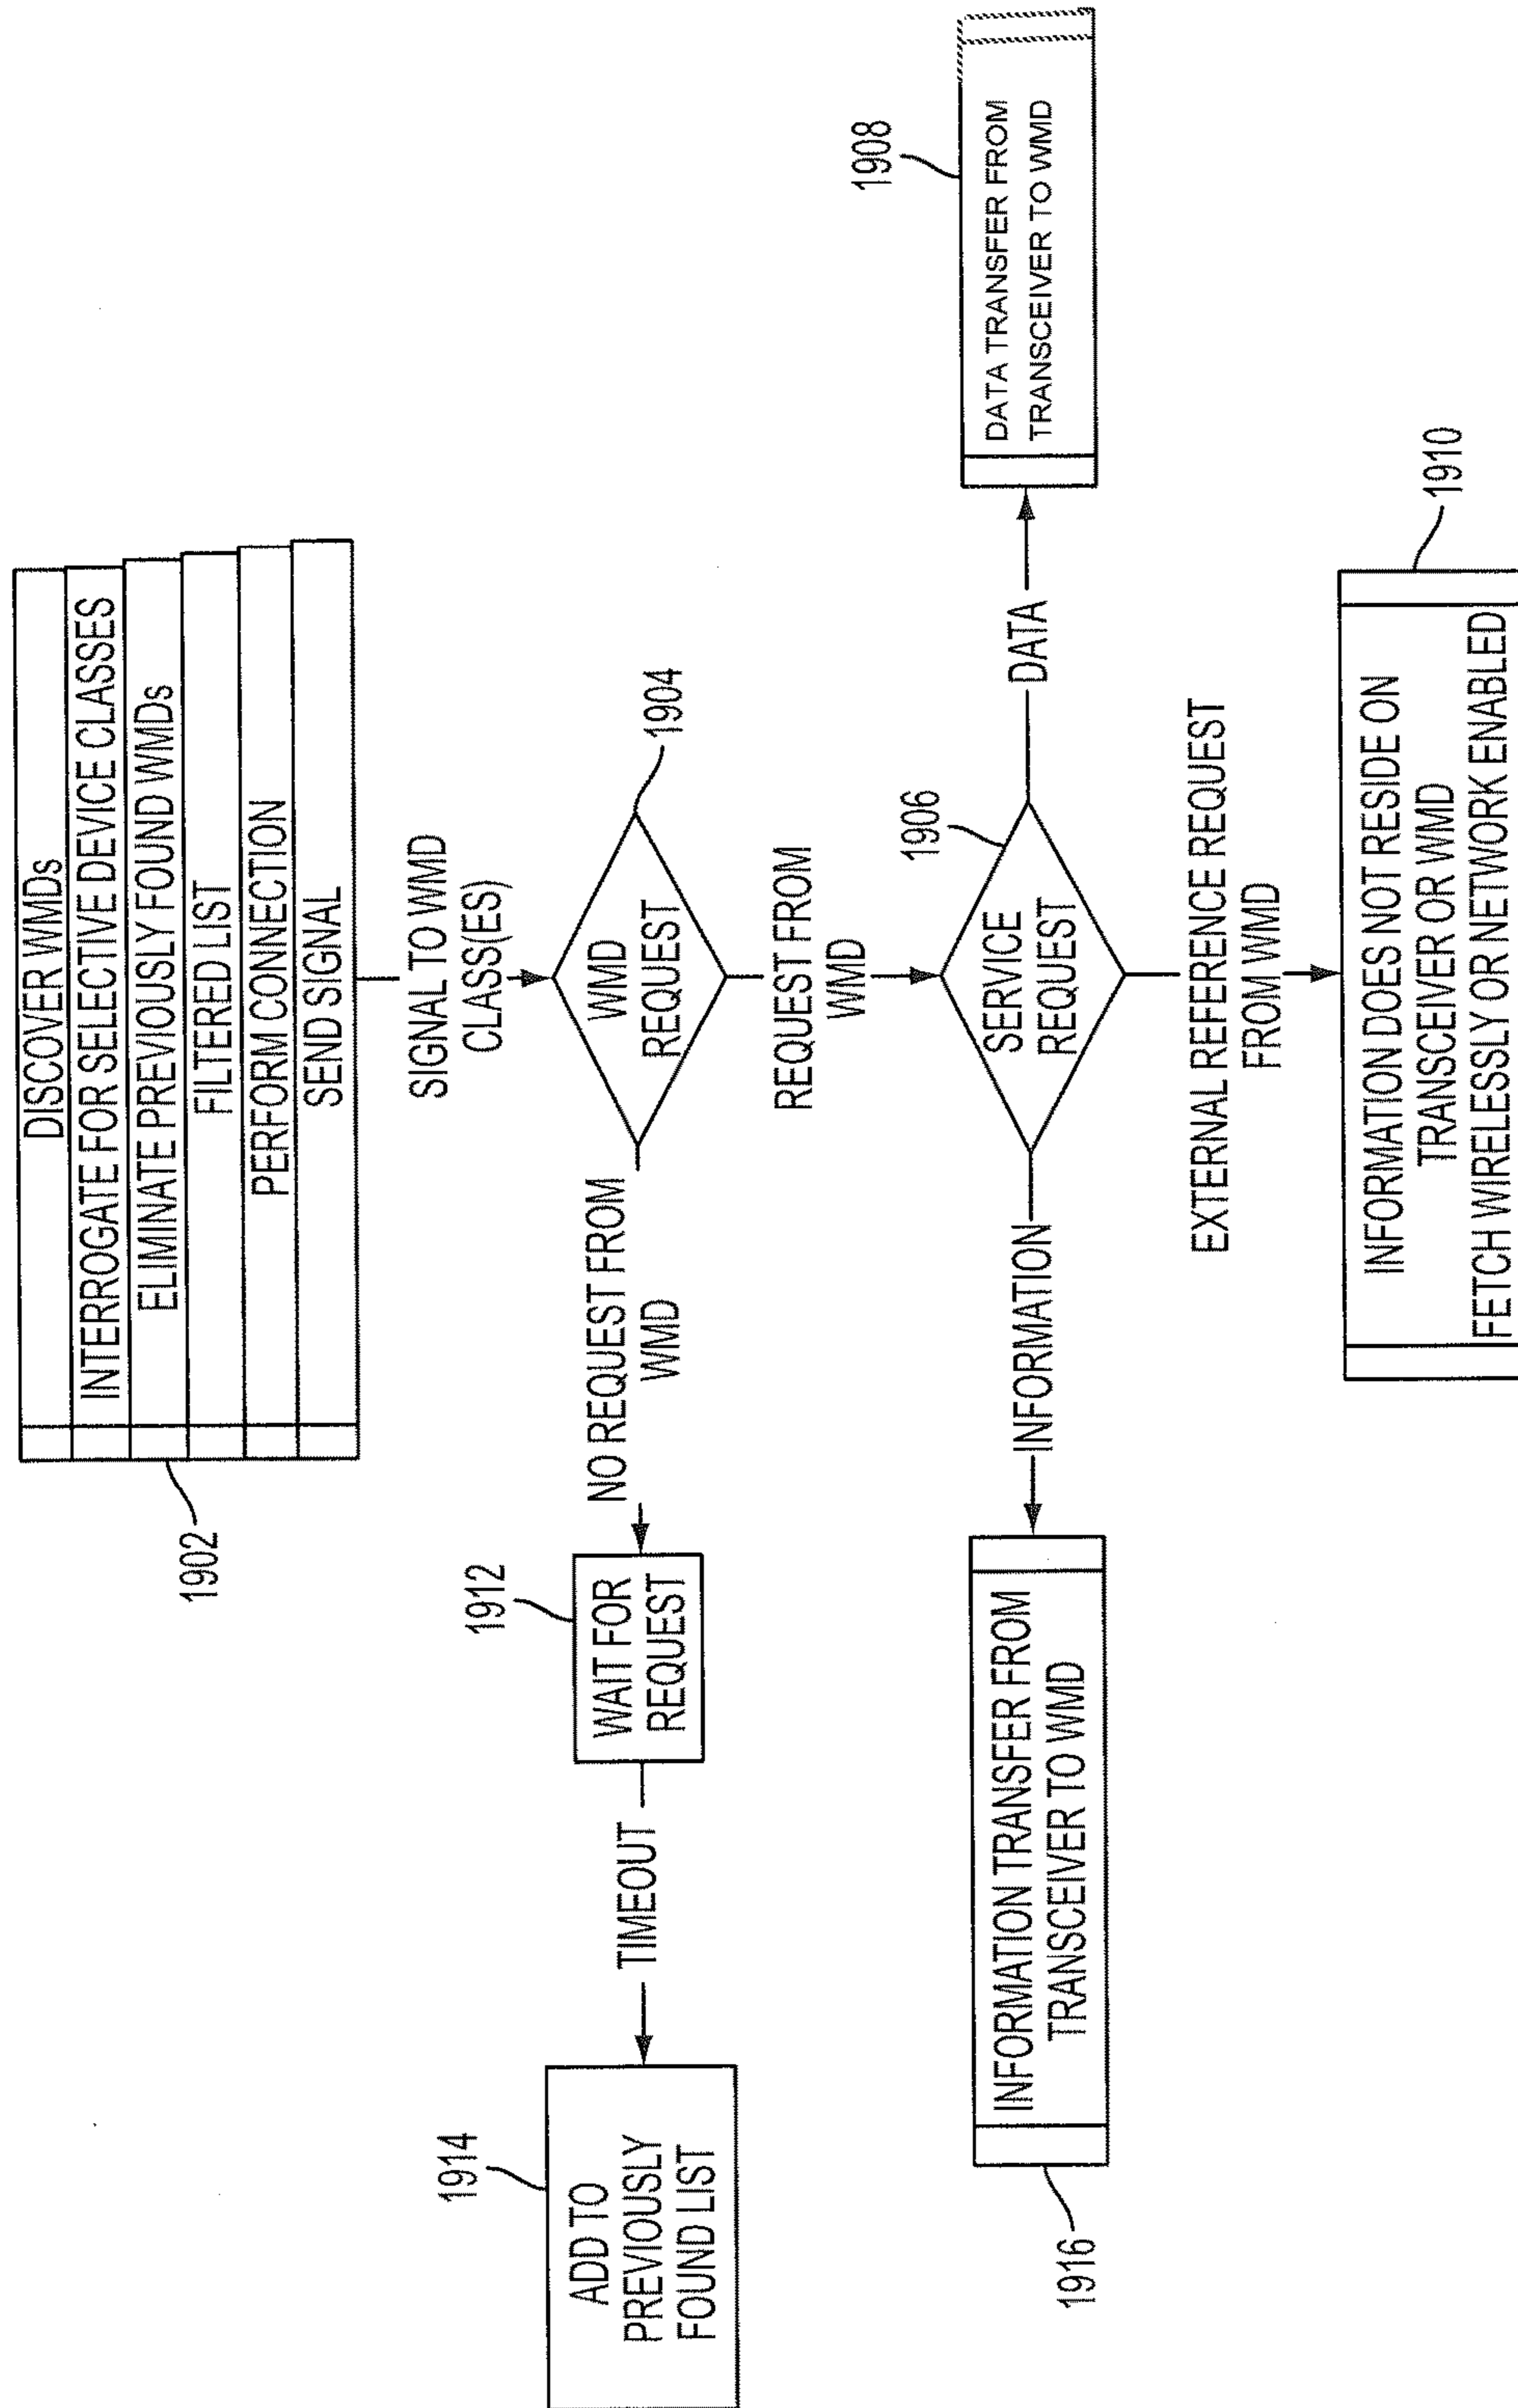 DISCOVER WMDs
INTERROGATE FOR SELECTIVE DEVICE CLASSES
ELIMINATE PREVIOUSLY FOUND WMDs
FILTERED LIST
PERFORM CONNECTION
SEND SIGNAL
1902
SIGNAL TO WMD
CLASS(ES)
WMD
REQUEST
1904
NO REQUEST FROM
WMD
WAIT FOR
REQUEST
1912
TIMEOUT
ADD TO
PREVIOUSLY
FOUND LIST
1914
REQUEST FROM
WMD
SERVICE
REQUEST
1906
INFORMATION
INFORMATION TRANSFER FROM
TRANSCEIVER TO WMD
1916
DATA
DATA TRANSFER FROM
TRANSCEIVER TO WMD
1908
EXTERNAL REFERENCE REQUEST
FROM WMD
INFORMATION DOES NOT RESIDE ON
TRANSCEIVER OR WMD
FETCH WIRELESSLY OR NETWORK ENABLED
1910